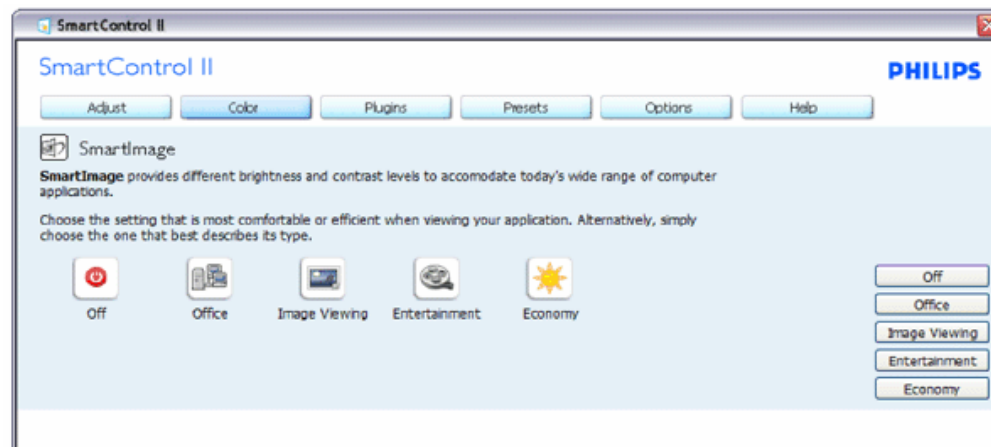 SmartControl II
SmartControl II
PHILIPS
Adjust Color Plugins Presets Options Help
SmartImage
SmartImage provides different brightness and contrast levels to accomodate today's wide range of computer
applications.
Choose the setting that is most comfortable or efficient when viewing your application. Alternatively, simply
choose the one that best describes its type.
Off Office Image Viewing Entertainment Economy
Off
Office
Image Viewing
Entertainment
Economy